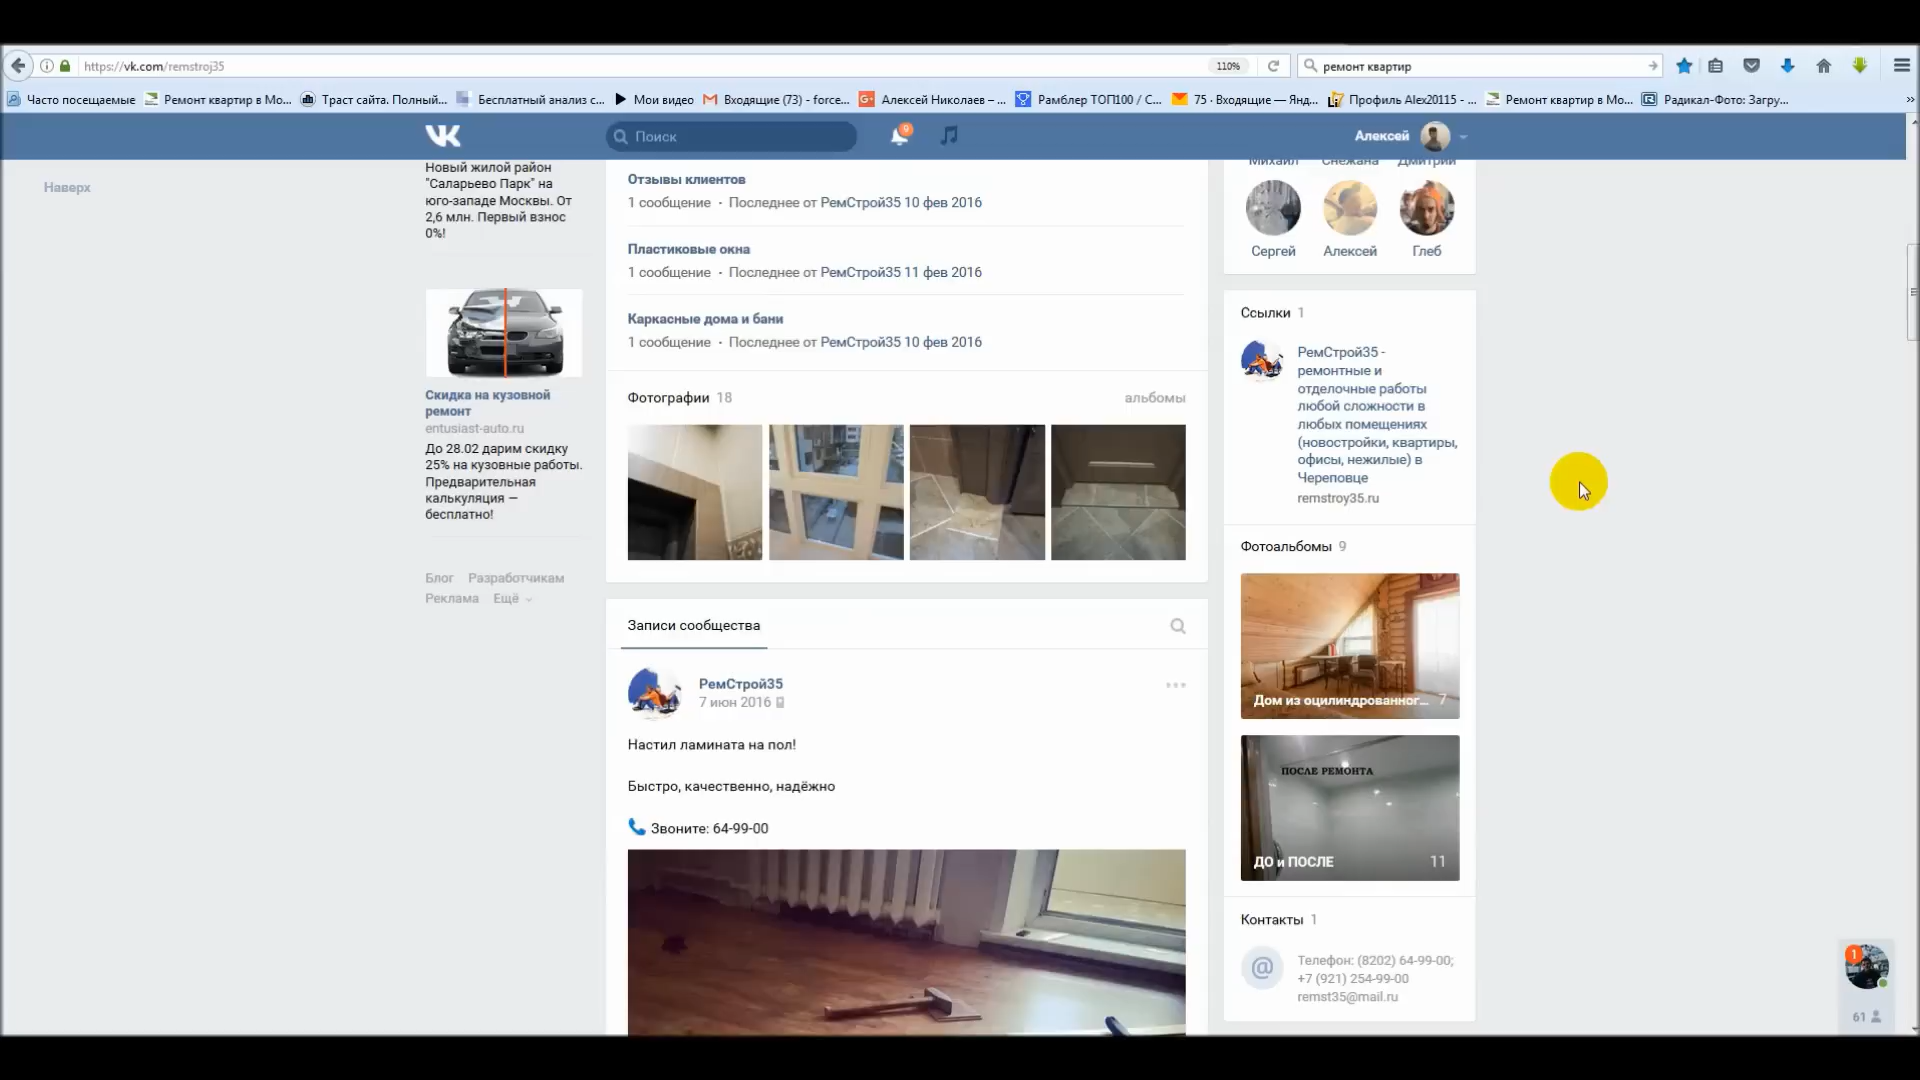 https://vk.com/remstroj35
110%
ремонт квартир
Часто посещаемые
Ремонт квартир в Мо...
Траст сайта. Полный...
Бесплатный анализ с...
Мои видео
Входящие (73) - force...
Алексей Николаев – ...
Рамблер ТОП100 / С...
75 · Входящие — Янд...
Профиль Alex20115 - ...
Ремонт квартир в Мо...
Радикал-Фото: Загру...
Поиск
9
Алексей
Наверх
Новый жилой район
"Саларьево Парк" на
юго-западе Москвы. От
2,6 млн. Первый взнос
0%!
Скидка на кузовной
ремонт
entusiast-auto.ru
До 28.02 дарим скидку
25% на кузовные работы.
Предварительная
калькуляция —
бесплатно!
Блог Разработчикам
Реклама Ещё
Отзывы клиентов
1 сообщение · Последнее от РемСтрой35 10 фев 2016
Пластиковые окна
1 сообщение · Последнее от РемСтрой35 11 фев 2016
Каркасные дома и бани
1 сообщение · Последнее от РемСтрой35 10 фев 2016
Фотографии 18
альбомы
Записи сообщества
РемСтрой35
7 июн 2016
Настил ламината на пол!
Быстро, качественно, надёжно
Звоните: 64-99-00
Михаил Снежана Дмитрий
Сергей Алексей Глеб
Ссылки 1
РемСтрой35 -
ремонтные и
отделочные работы
любой сложности в
любых помещениях
(новостройки, квартиры,
офисы, нежилые) в
Череповце
remstroy35.ru
Фотоальбомы 9
Дом из оцилиндрованног... 7
ПОСЛЕ РЕМОНТА
ДО и ПОСЛЕ 11
Контакты 1
Телефон: (8202) 64-99-00;
+7 (921) 254-99-00
remst35@mail.ru
1
61